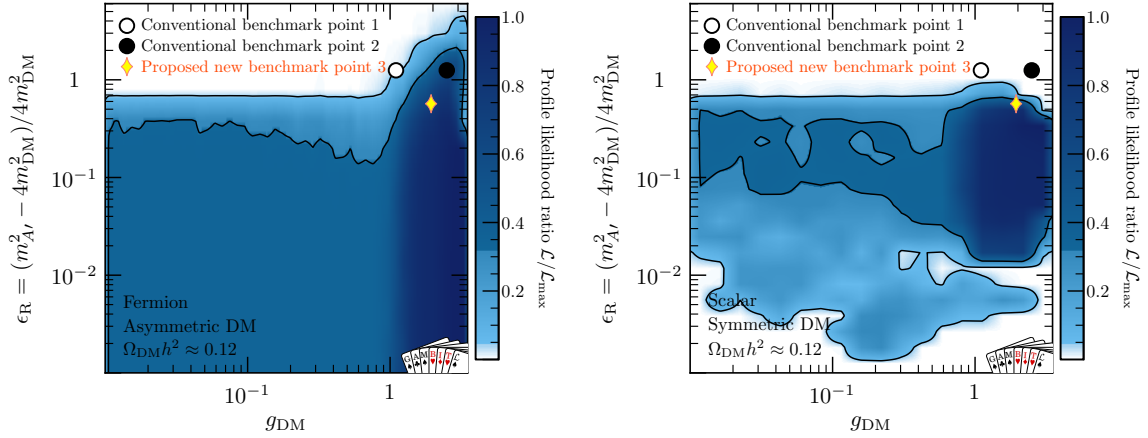 Conventional benchmark point 1
Conventional benchmark point 2
Proposed new benchmark point 3
Fermion
Asymmetric DM
Ω_DM h² ≈ 0.12
ϵ_R = (m²_A′ − 4m²_DM)/4m²_DM
1
10⁻¹
10⁻²
10⁻¹
1
g_DM
1.0
0.8
0.6
0.4
0.2
Profile likelihood ratio ℒ/ℒ_max
G A M B I T ℒ
Conventional benchmark point 1
Conventional benchmark point 2
Proposed new benchmark point 3
Scalar
Symmetric DM
Ω_DM h² ≈ 0.12
ϵ_R = (m²_A′ − 4m²_DM)/4m²_DM
1
10⁻¹
10⁻²
10⁻¹
1
g_DM
1.0
0.8
0.6
0.4
0.2
Profile likelihood ratio ℒ/ℒ_max
G A M B I T ℒ